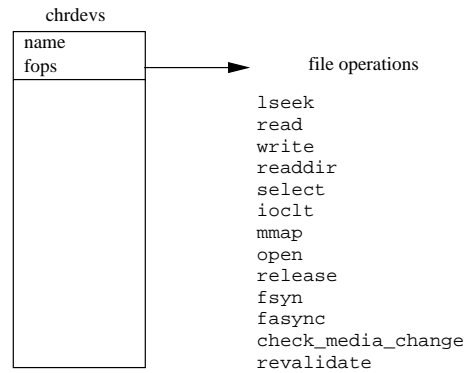 chrdevs
name
fops
file operations
lseek
read
write
readdir
select
ioclt
mmap
open
release
fsyn
fasync
check_media_change
revalidate